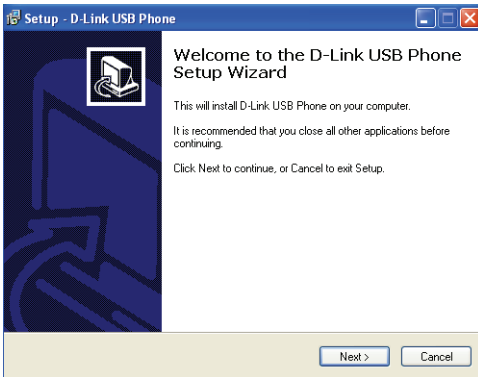 Setup - D-Link USB Phone
Welcome to the D-Link USB Phone
Setup Wizard
This will install D-Link USB Phone on your computer.
It is recommended that you close all other applications before
continuing.
Click Next to continue, or Cancel to exit Setup.
Next >
Cancel